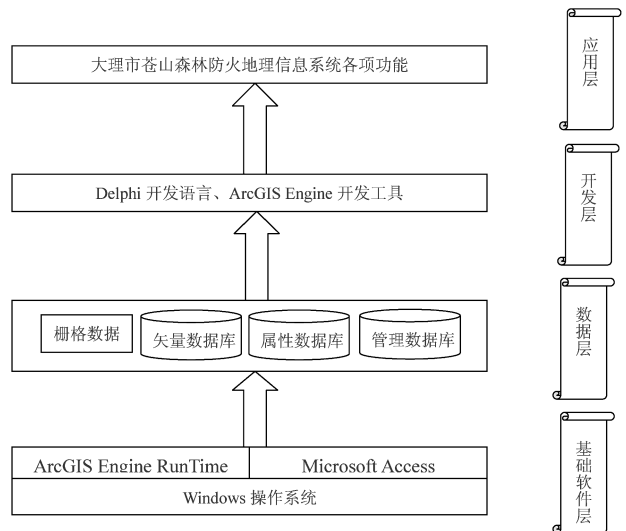 大理市苍山森林防火地理信息系统各项功能
应用层
Delphi 开发语言、ArcGIS Engine 开发工具
开发层
栅格数据
矢量数据库
属性数据库
管理数据库
数据层
ArcGIS Engine RunTime
Microsoft Access
Windows 操作系统
基础软件层